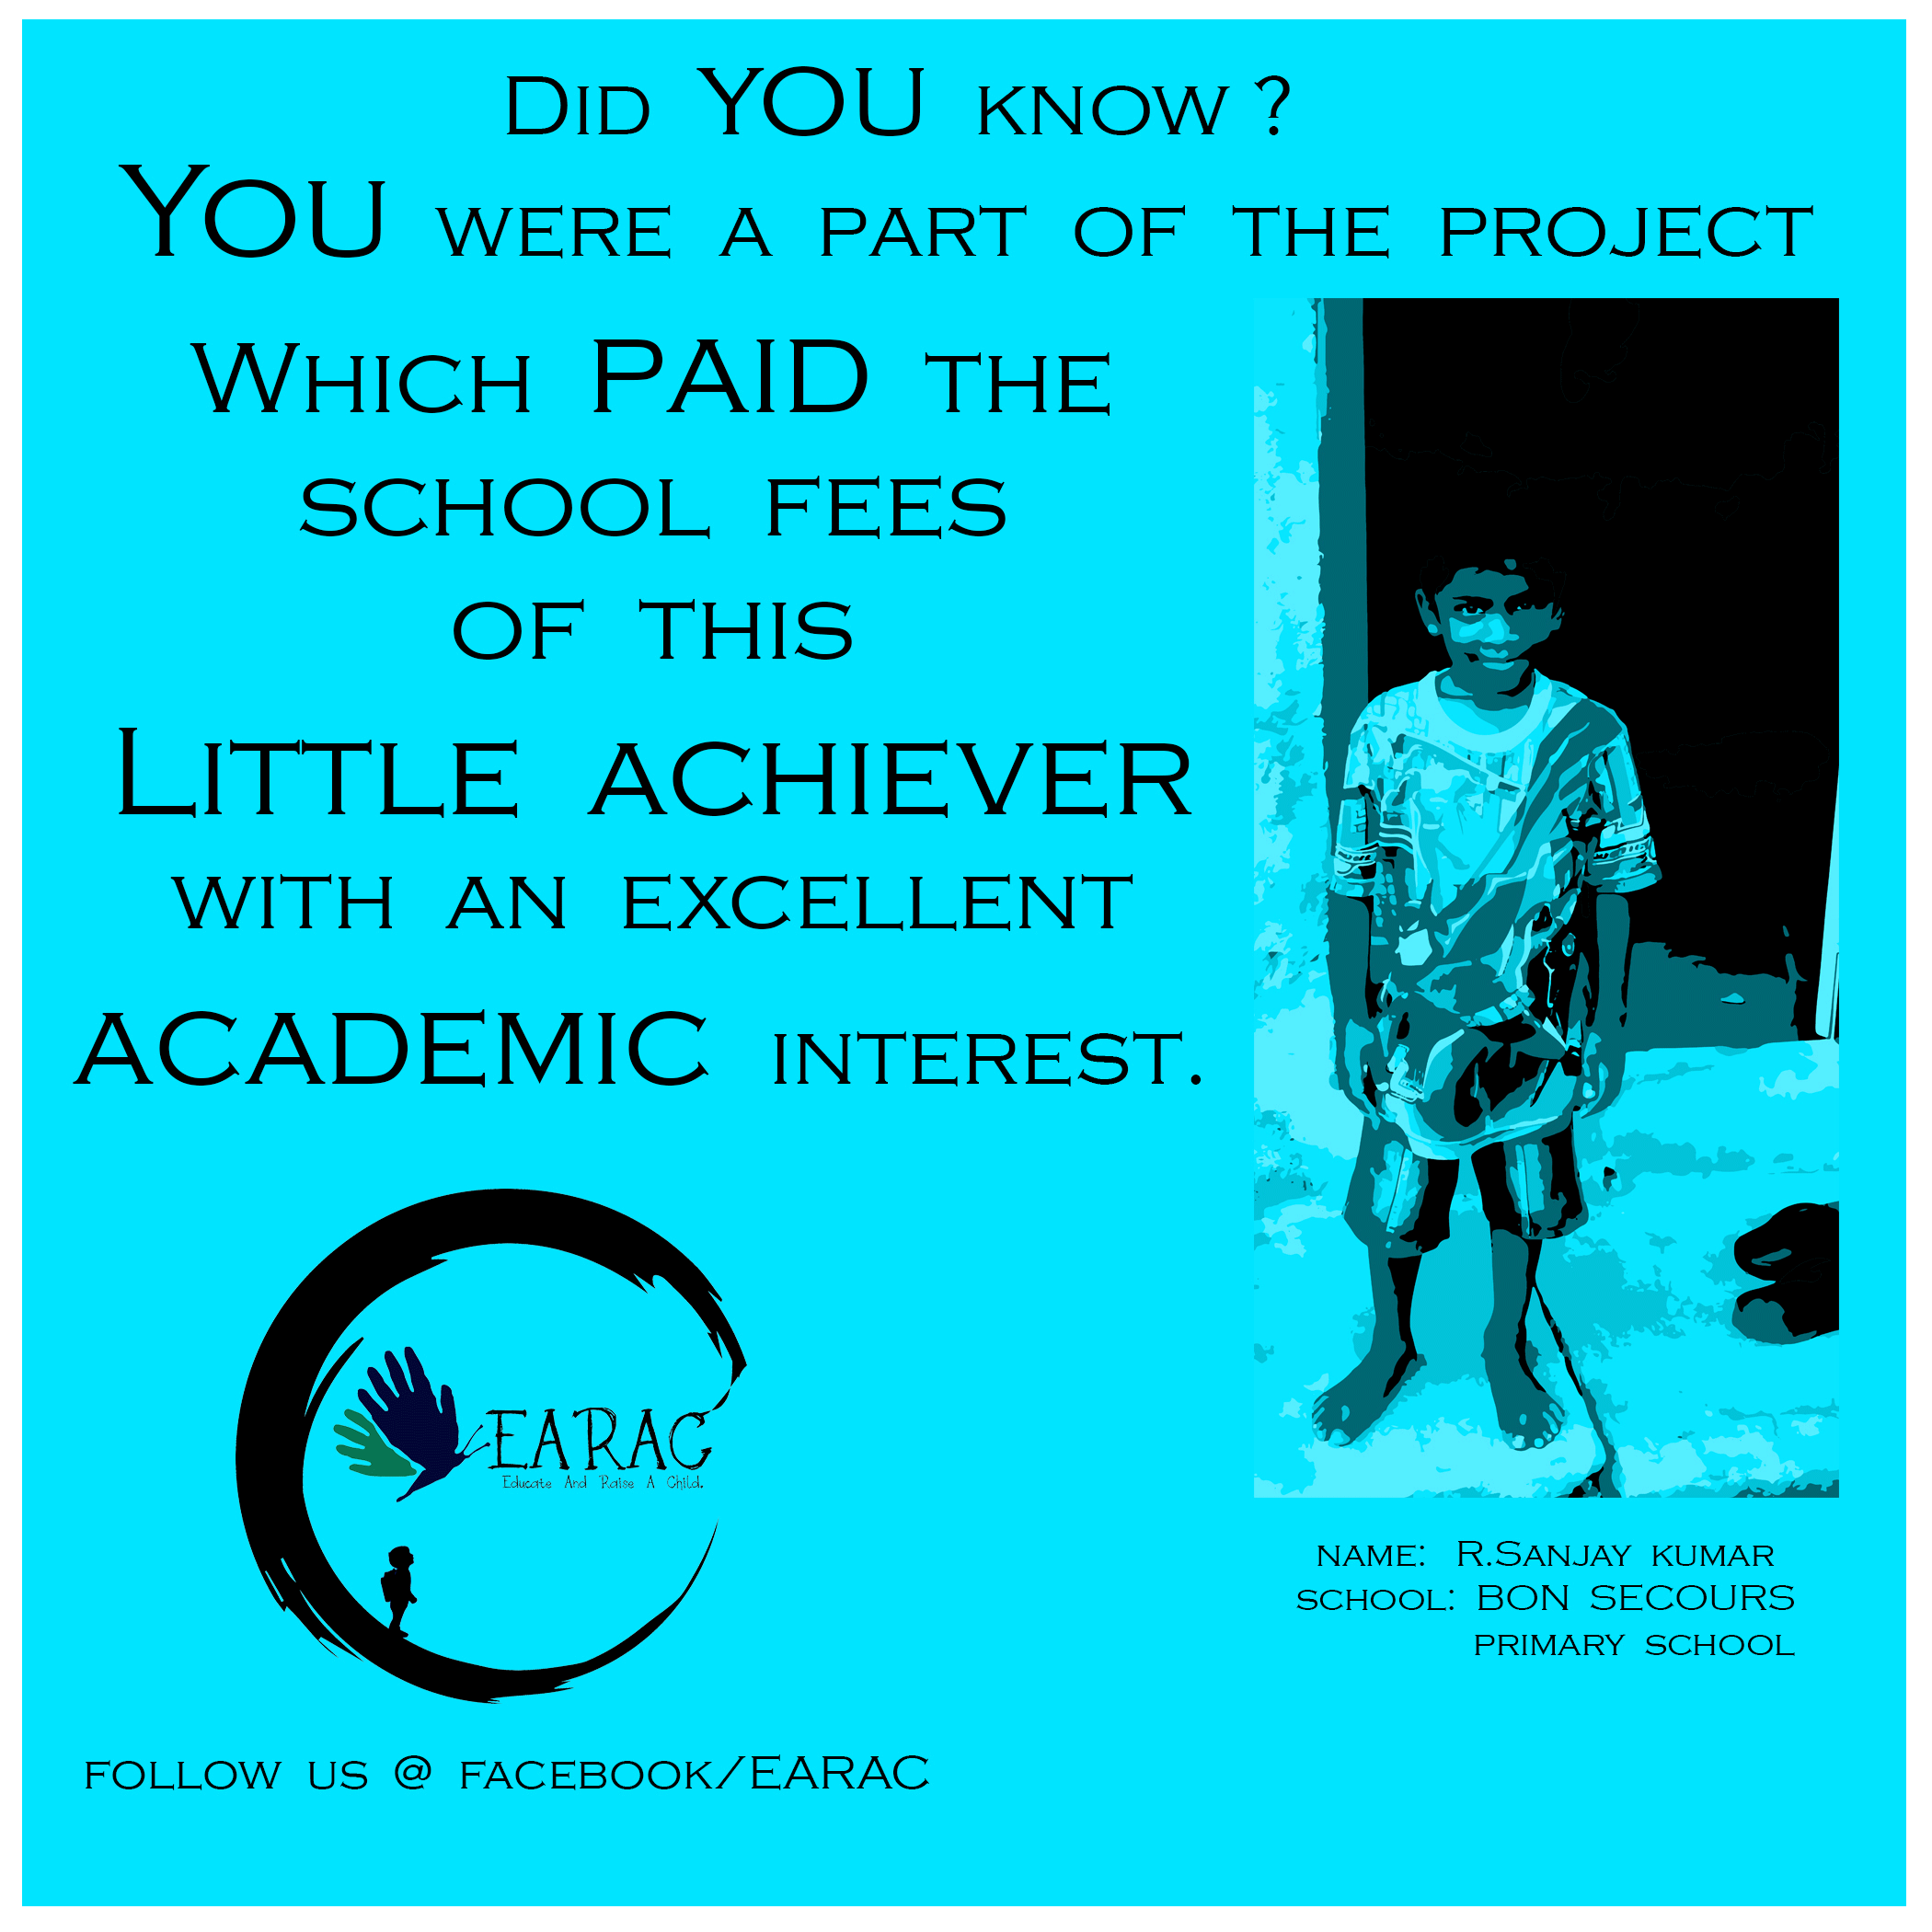 Did YOU know?
You were a part of the project
Which PAID the
school fees
of this
Little achiever
with an excellent
ACADEMIC interest.
EARAC
Educate And Raise A Child.
name: R.Sanjay kumar
school: BON SECOURS
primary school
follow us @ facebook/EARAC